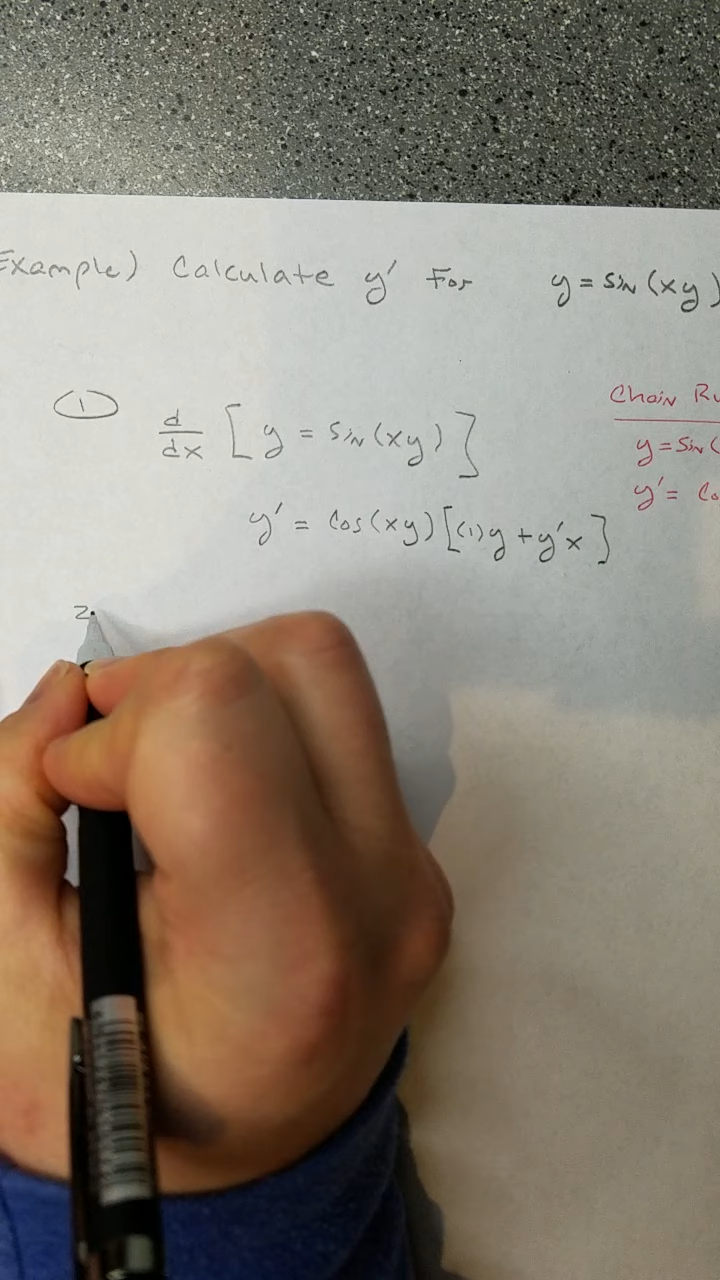 Example) Calculate y' For y = sin(xy)
① d/dx [ y = sin(xy) ]
y' = cos(xy) [(1)y + y'x ]
2
Chain Ru
y = sin(
y' = Co